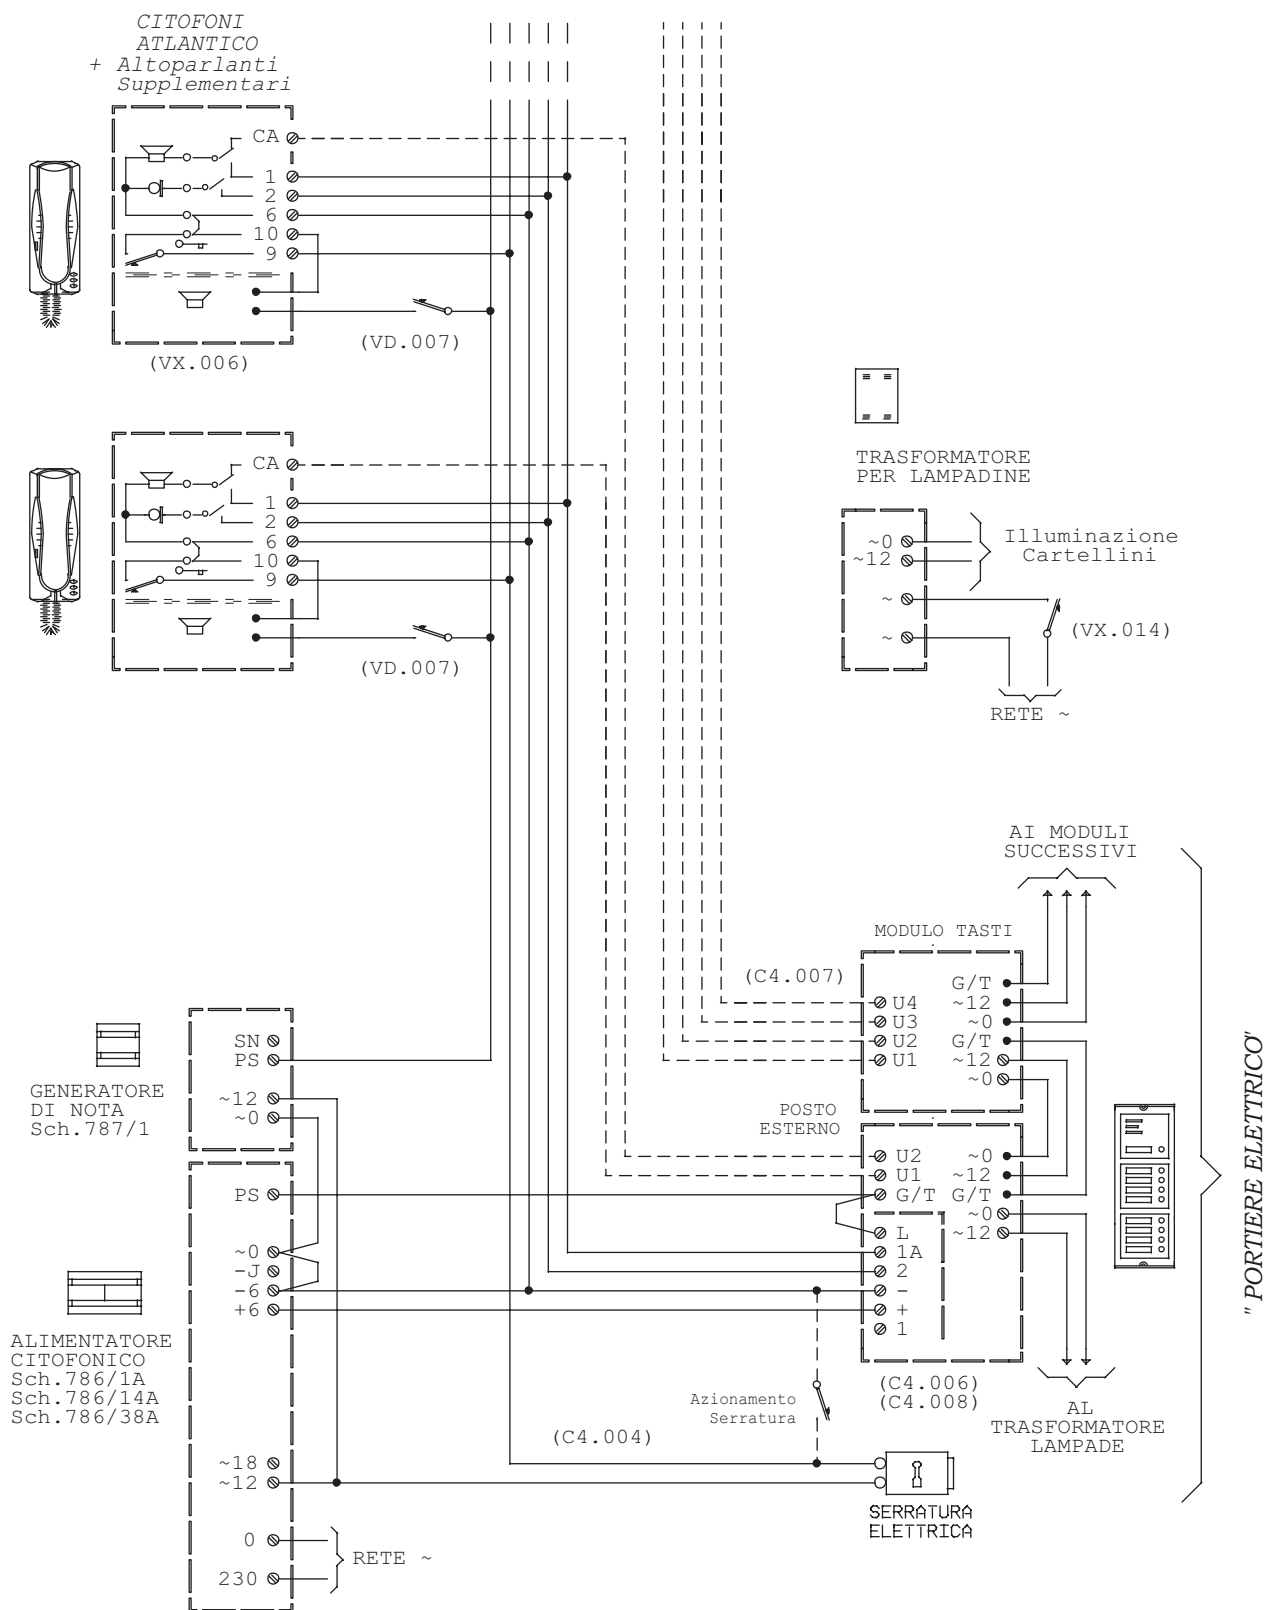 CITOFONI
ATLANTICO
+ Altoparlanti
Supplementari
CA
1
2
6
10
9
(VX.006)
(VD.007)
CA
1
2
6
10
9
(VD.007)
TRASFORMATORE
PER LAMPADINE
~0
~12
~
~
Illuminazione
Cartellini
(VX.014)
RETE ~
AI MODULI
SUCCESSIVI
MODULO TASTI
(C4.007)
U4
U3
U2
U1
G/T
~12
~0
G/T
~12
~0
POSTO
ESTERNO
U2
U1
G/T
L
1A
2
-
+
1
~0
~12
G/T
~0
~12
(C4.006)
(C4.008)
AL
TRASFORMATORE
LAMPADE
" PORTIERE ELETTRICO"
GENERATORE
DI NOTA
Sch.787/1
SN
PS
~12
~0
ALIMENTATORE
CITOFONICO
Sch.786/1A
Sch.786/14A
Sch.786/38A
PS
~0
-J
-6
+6
~18
~12
0
230
RETE ~
Azionamento
Serratura
(C4.004)
SERRATURA
ELETTRICA